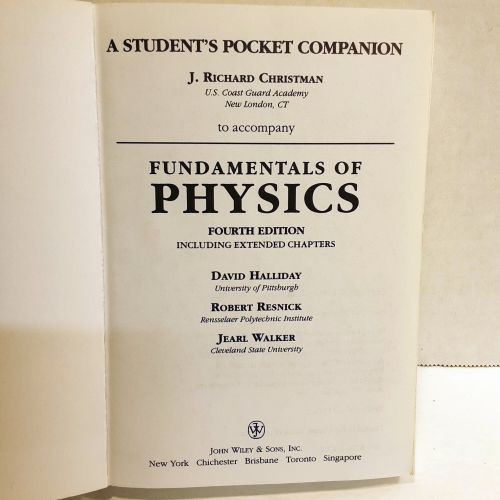 A STUDENT'S POCKET COMPANION
J. RICHARD CHRISTMAN
U.S. Coast Guard Academy
New London, CT
to accompany
FUNDAMENTALS OF
PHYSICS
FOURTH EDITION
INCLUDING EXTENDED CHAPTERS
DAVID HALLIDAY
University of Pittsburgh
ROBERT RESNICK
Rensselaer Polytechnic Institute
JEARL WALKER
Cleveland State University
JOHN WILEY & SONS, INC.
New York Chichester Brisbane Toronto Singapore